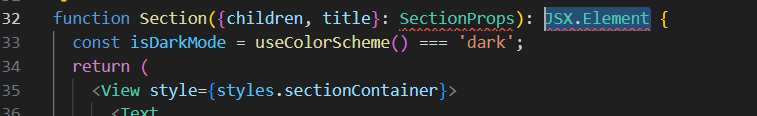 32 function Section({children, title}: SectionProps): JSX.Element {
33 const isDarkMode = useColorScheme() === 'dark';
34 return (
35 <View style={styles.sectionContainer}>
36 <Text